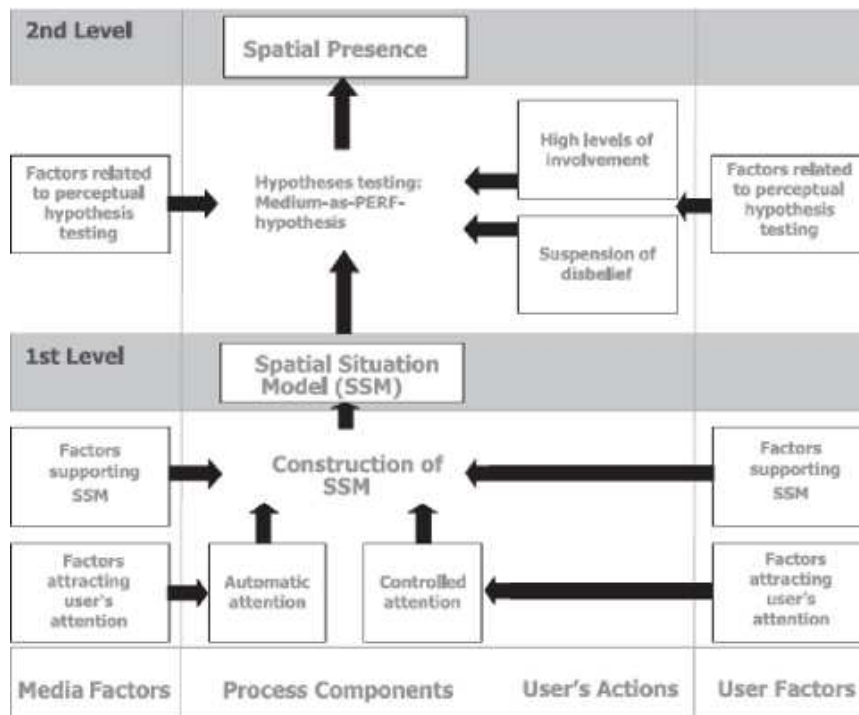 2nd Level
Spatial Presence
Factors related
to perceptual
hypothesis
testing
Hypotheses testing:
Medium-as-PERF-
hypothesis
High levels of
involvement
Suspension of
disbelief
Factors related
to perceptual
hypothesis
testing
1st Level
Spatial Situation
Model (SSM)
Factors
supporting
SSM
Construction of
SSM
Factors
supporting
SSM
Factors
attracting
user's
attention
Automatic
attention
Controlled
attention
Factors
attracting
user's
attention
Media Factors
Process Components
User's Actions
User Factors